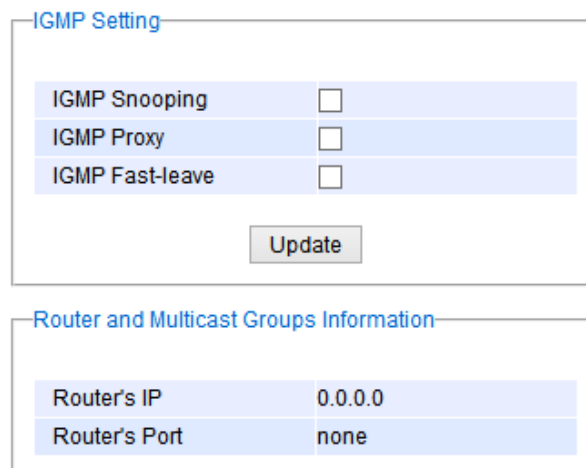 IGMP Setting
IGMP Snooping
IGMP Proxy
IGMP Fast-leave
Update
Router and Multicast Groups Information
Router's IP 0.0.0.0
Router's Port none